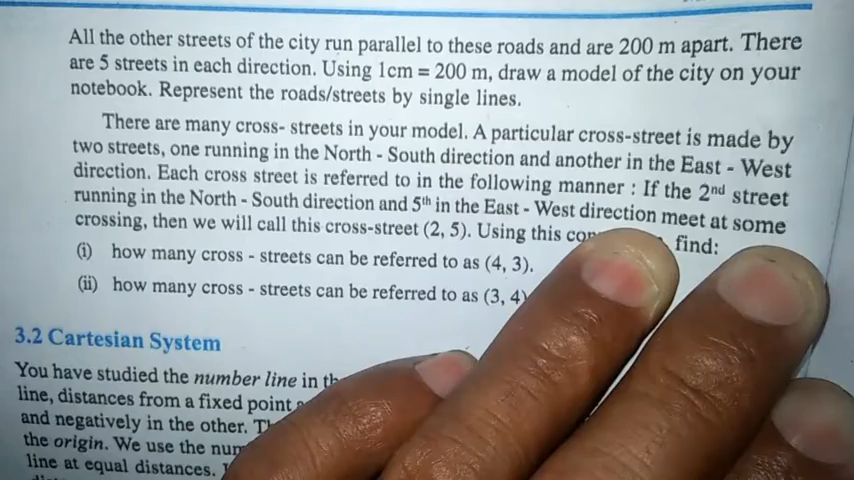 All the other streets of the city run parallel to these roads and are 200 m apart. There
are 5 streets in each direction. Using 1cm = 200 m, draw a model of the city on your
notebook. Represent the roads/streets by single lines.
There are many cross- streets in your model. A particular cross-street is made by
two streets, one running in the North - South direction and another in the East - West
direction. Each cross street is referred to in the following manner : If the 2nd street
running in the North - South direction and 5th in the East - West direction meet at some
crossing, then we will call this cross-street (2, 5). Using this find:
(i) how many cross - streets can be referred to as (4, 3).
(ii) how many cross - streets can be referred to as (3, 4)
3.2 Cartesian System
You have studied the number line in
line, distances from a fixed point
and negatively in the other.
the origin. We use the
line at equal distances.